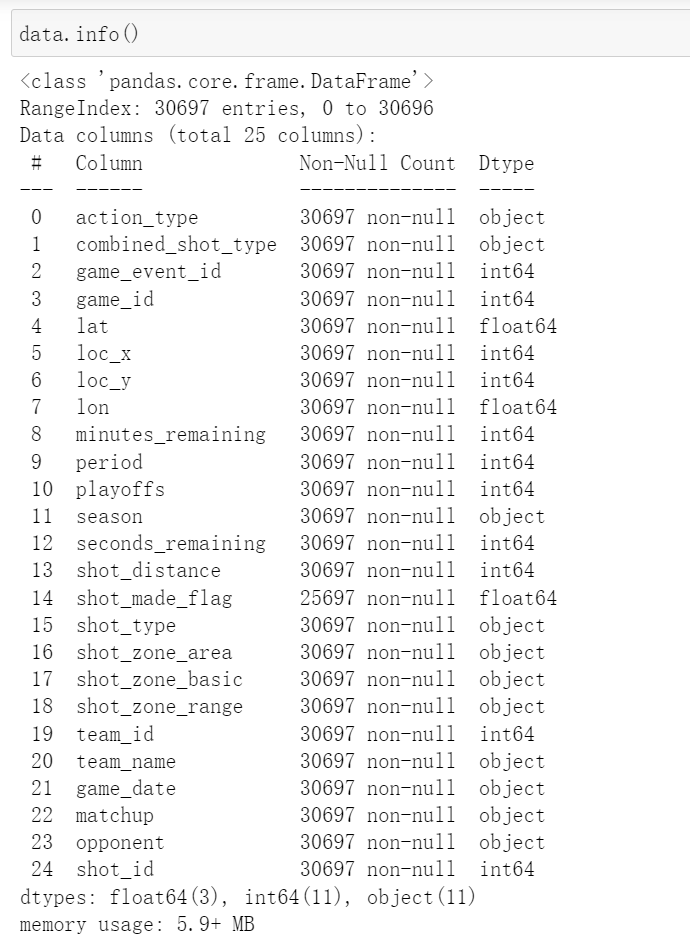 data.info()
<class 'pandas.core.frame.DataFrame'>
RangeIndex: 30697 entries, 0 to 30696
Data columns (total 25 columns):
 #   Column              Non-Null Count  Dtype
---  ------              --------------  -----
 0   action_type         30697 non-null  object
 1   combined_shot_type  30697 non-null  object
 2   game_event_id       30697 non-null  int64
 3   game_id             30697 non-null  int64
 4   lat                 30697 non-null  float64
 5   loc_x               30697 non-null  int64
 6   loc_y               30697 non-null  int64
 7   lon                 30697 non-null  float64
 8   minutes_remaining   30697 non-null  int64
 9   period              30697 non-null  int64
 10  playoffs            30697 non-null  int64
 11  season              30697 non-null  object
 12  seconds_remaining   30697 non-null  int64
 13  shot_distance       30697 non-null  int64
 14  shot_made_flag      25697 non-null  float64
 15  shot_type           30697 non-null  object
 16  shot_zone_area      30697 non-null  object
 17  shot_zone_basic     30697 non-null  object
 18  shot_zone_range     30697 non-null  object
 19  team_id             30697 non-null  int64
 20  team_name           30697 non-null  object
 21  game_date           30697 non-null  object
 22  matchup             30697 non-null  object
 23  opponent            30697 non-null  object
 24  shot_id             30697 non-null  int64
dtypes: float64(3), int64(11), object(11)
memory usage: 5.9+ MB